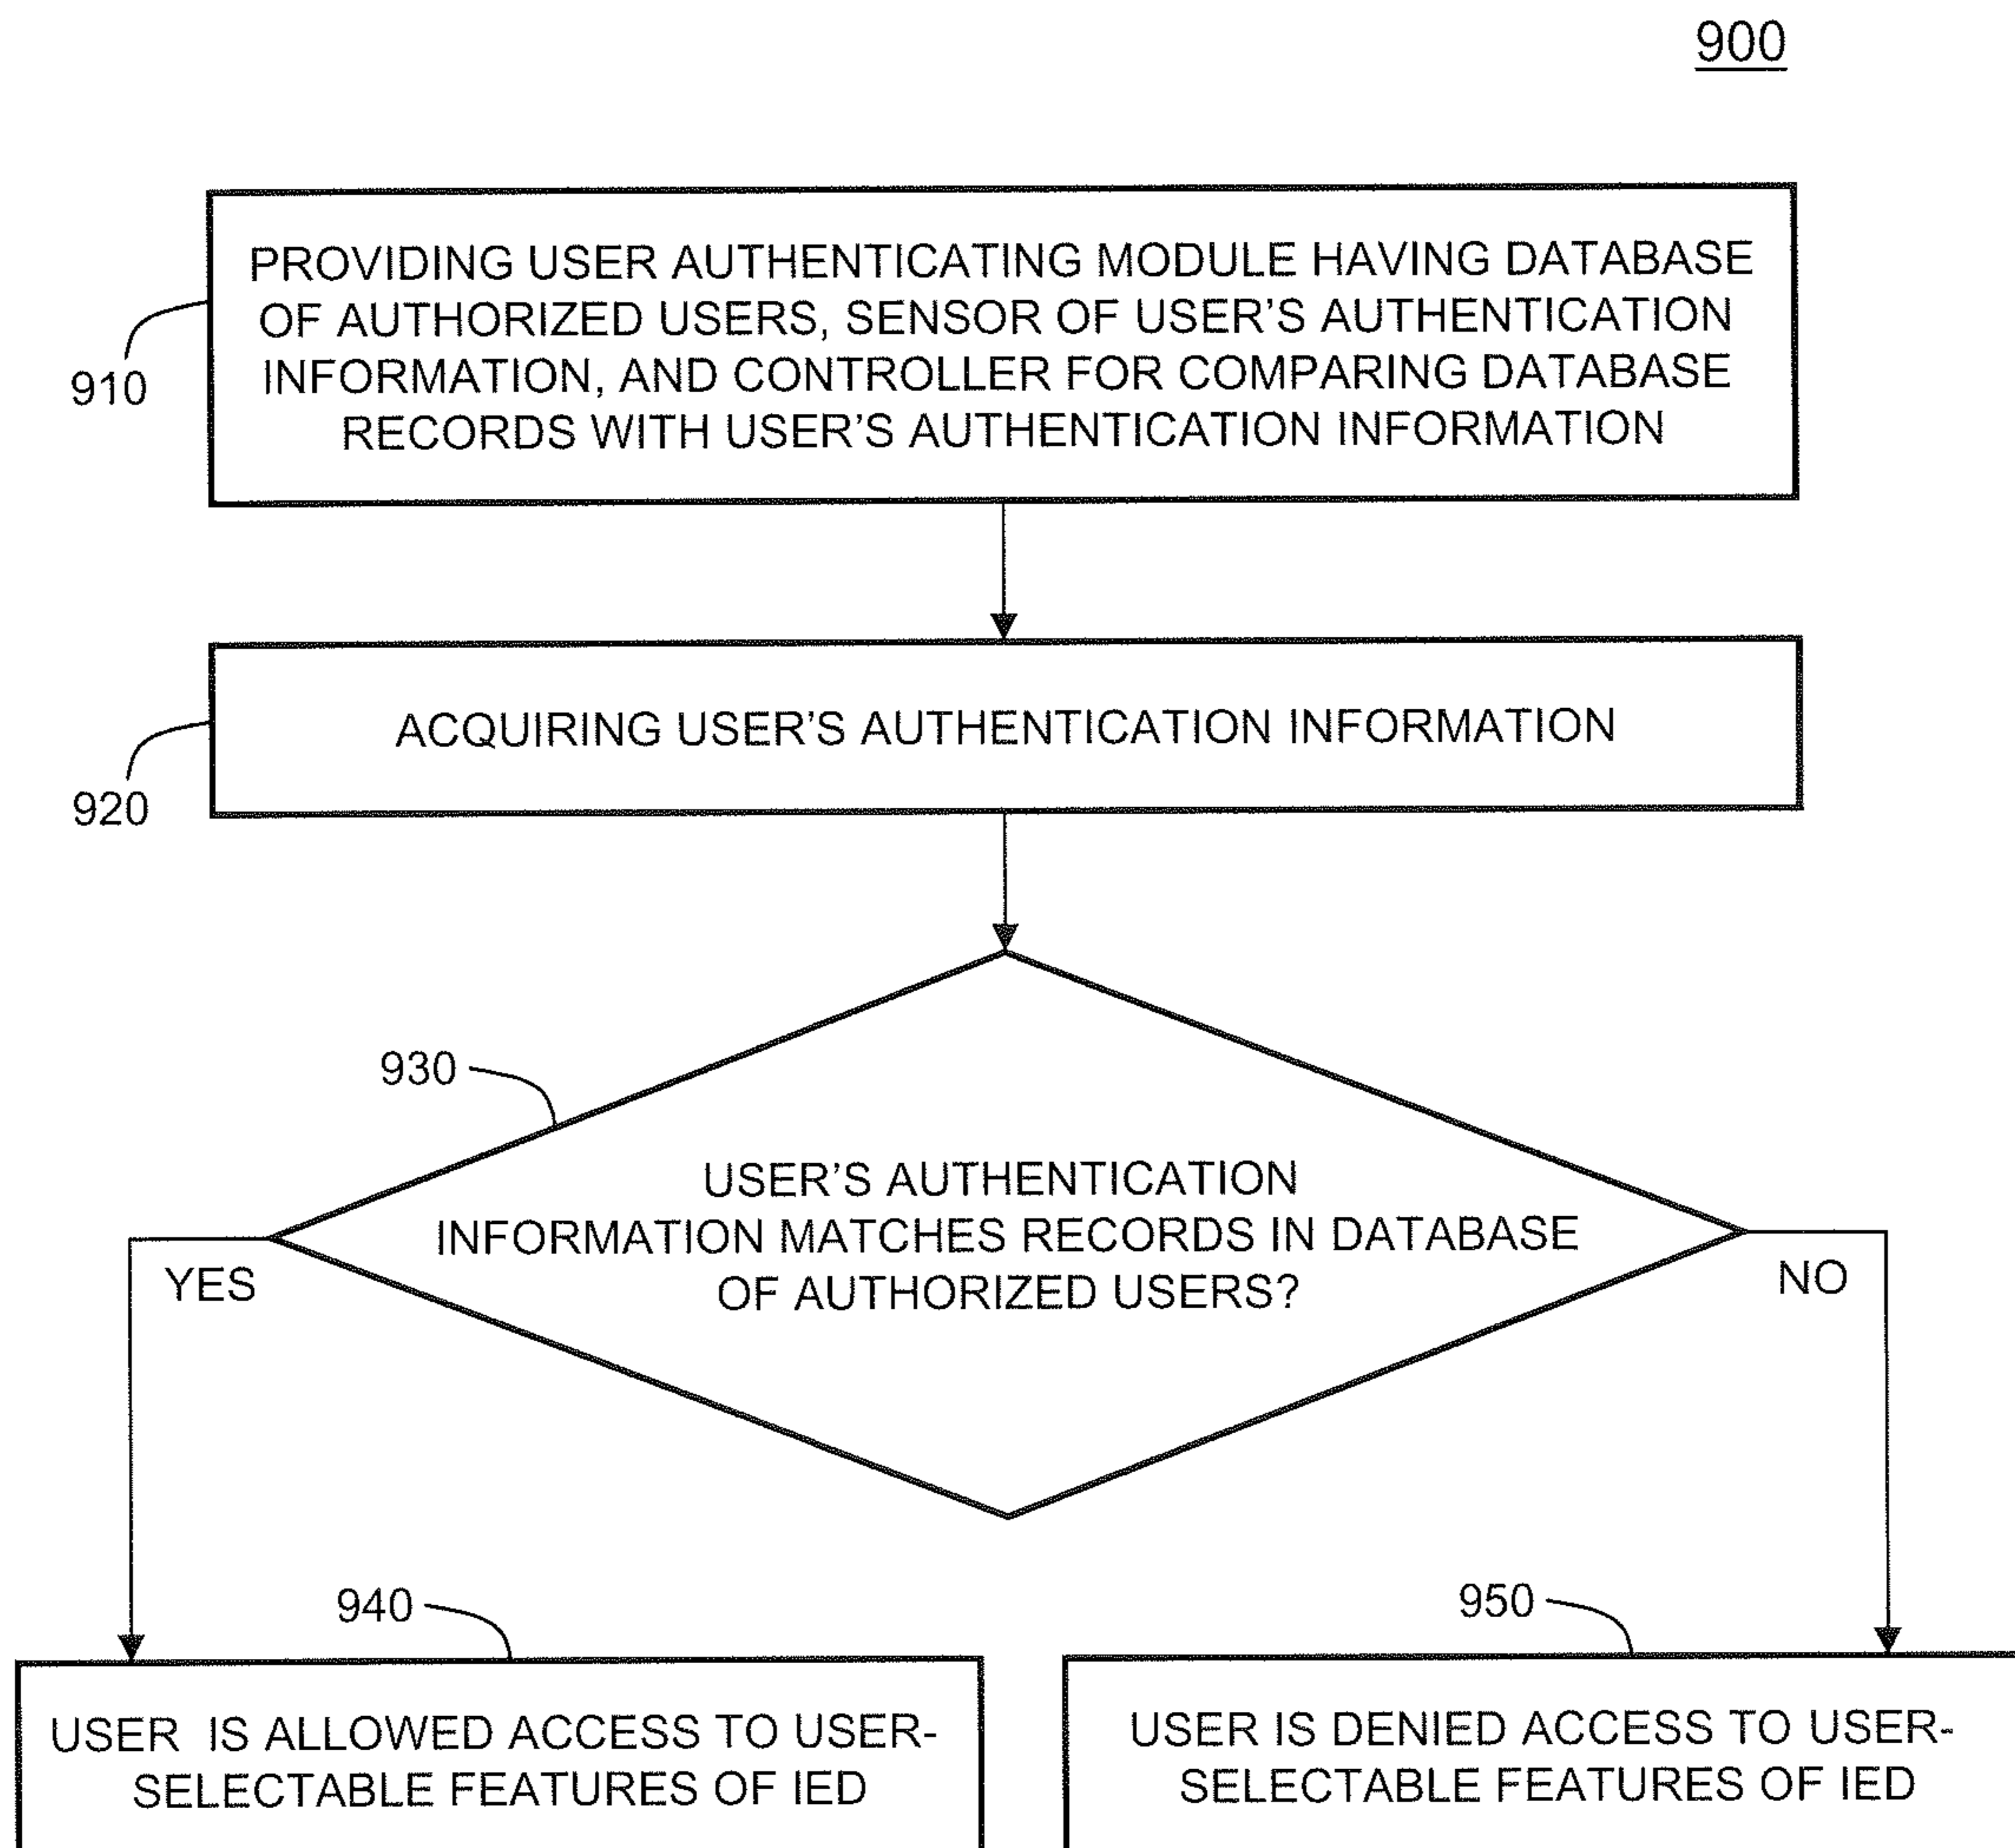 900
PROVIDING USER AUTHENTICATING MODULE HAVING DATABASE
OF AUTHORIZED USERS, SENSOR OF USER'S AUTHENTICATION
INFORMATION, AND CONTROLLER FOR COMPARING DATABASE
RECORDS WITH USER'S AUTHENTICATION INFORMATION
910
ACQUIRING USER'S AUTHENTICATION INFORMATION
920
930
USER'S AUTHENTICATION
INFORMATION MATCHES RECORDS IN DATABASE
OF AUTHORIZED USERS?
YES
NO
940
950
USER IS ALLOWED ACCESS TO USER-
SELECTABLE FEATURES OF IED
USER IS DENIED ACCESS TO USER-
SELECTABLE FEATURES OF IED